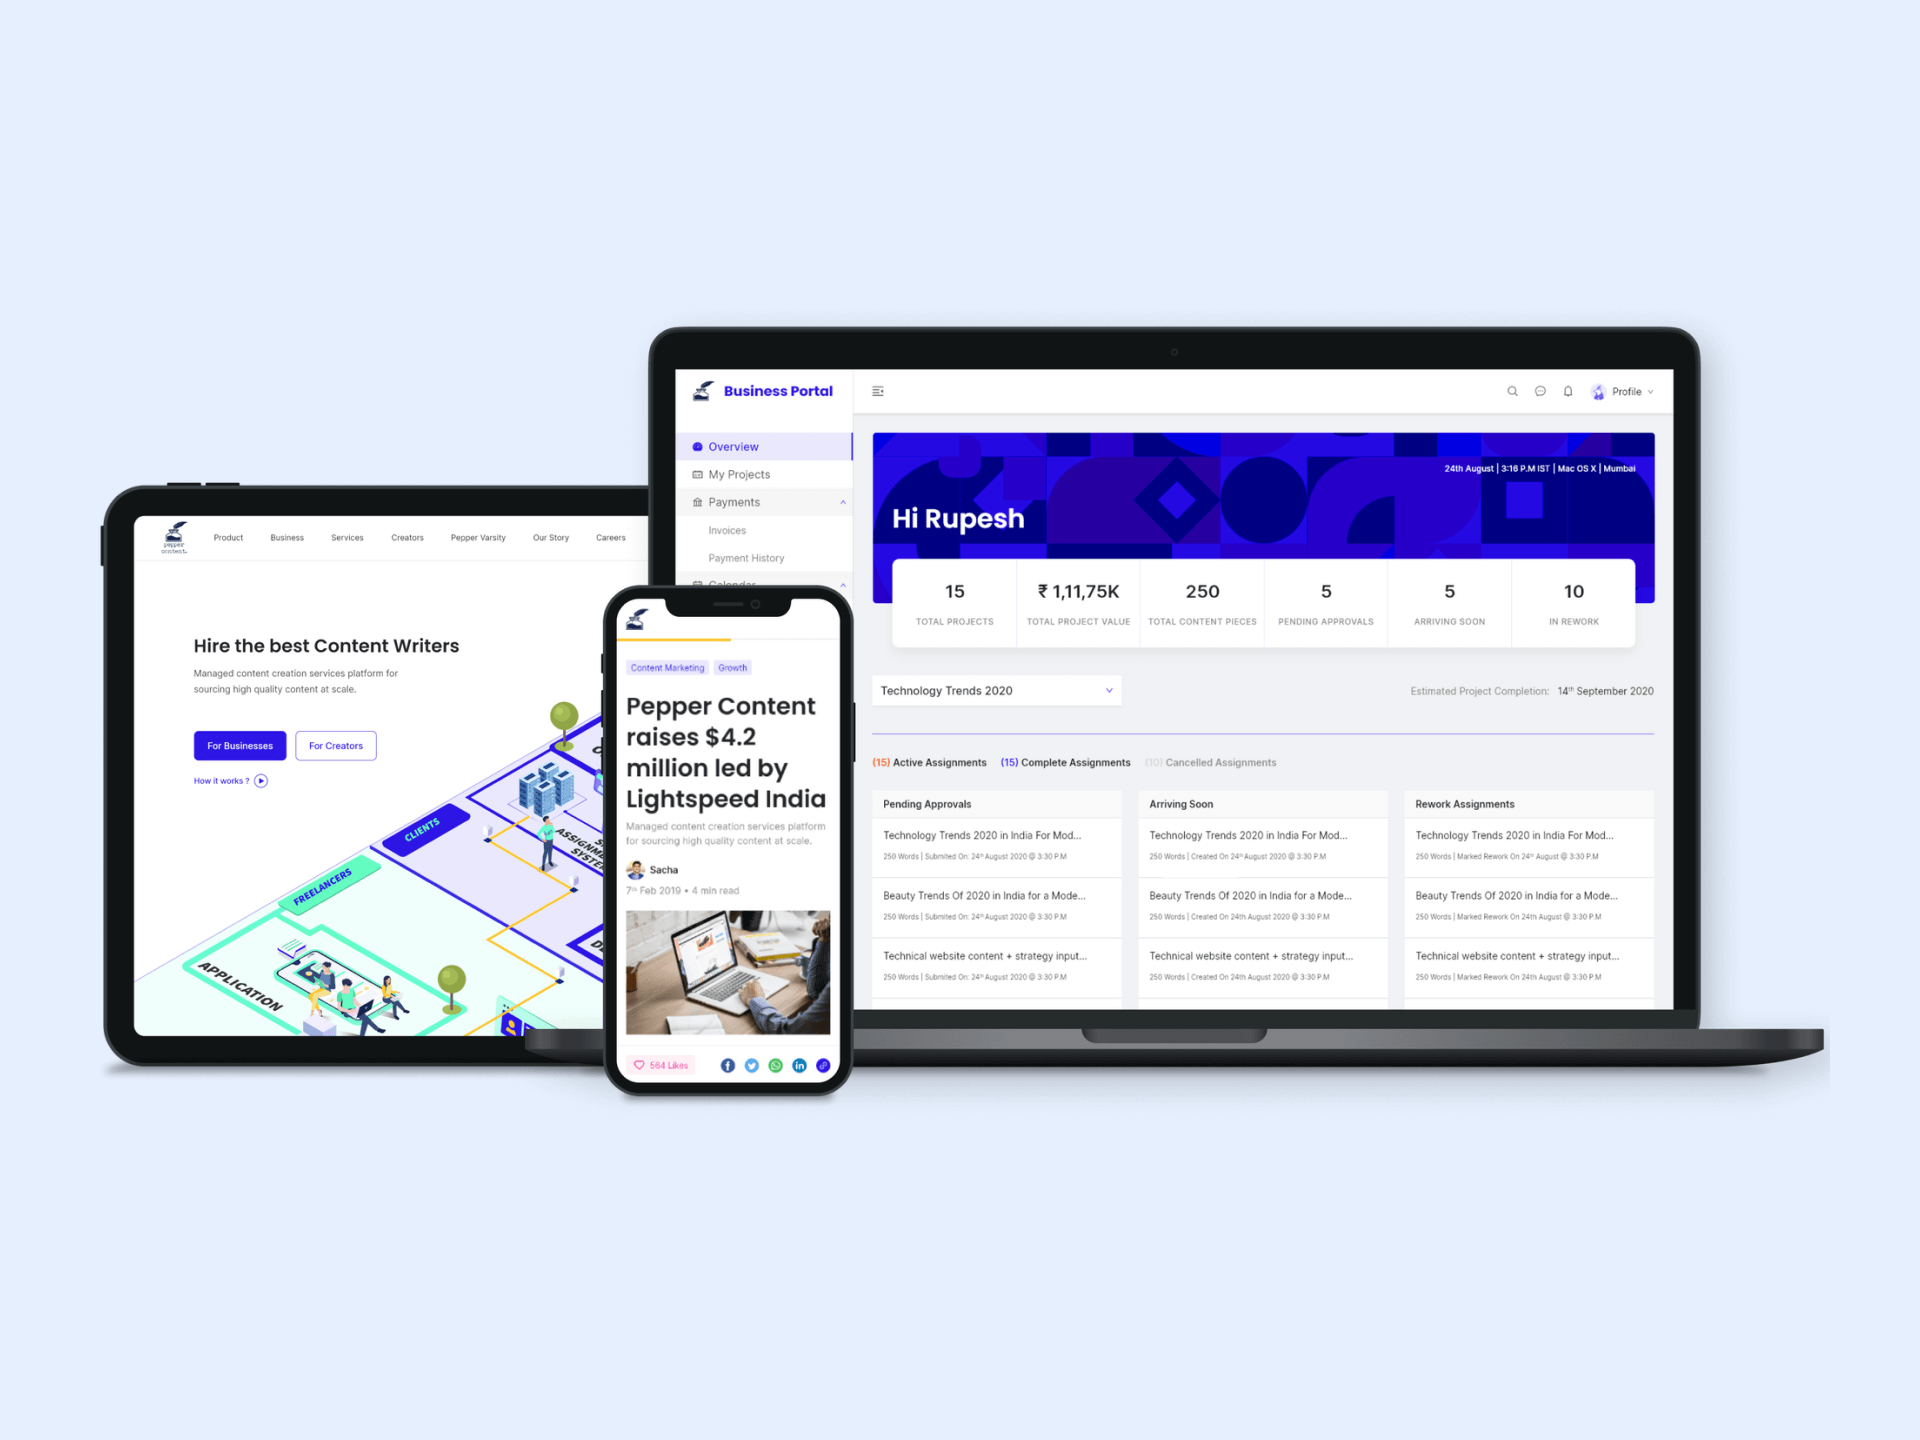 pepper
content.
Product
Business
Services
Creators
Pepper Varsity
Our Story
Careers
Hire the best Content Writers
Managed content creation services platform for
sourcing high quality content at scale.
For Businesses
For Creators
How it works ?
CLIENTS
FREELANCERS
APPLICATION
Content Marketing
Growth
Pepper Content
raises $4.2
million led by
Lightspeed India
Managed content creation services platform
for sourcing high quality content at scale.
Sacha
7th Feb 2019 • 4 min read
564 Likes
Business Portal
Profile
Overview
My Projects
Payments
Invoices
Payment History
Calendar
24th August | 3:16 P.M IST | Mac OS X | Mumbai
Hi Rupesh
15
TOTAL PROJECTS
₹ 1,11,75K
TOTAL PROJECT VALUE
250
TOTAL CONTENT PIECES
5
PENDING APPROVALS
5
ARRIVING SOON
10
IN REWORK
Technology Trends 2020
Estimated Project Completion: 14th September 2020
(15) Active Assignments
(15) Complete Assignments
(10) Cancelled Assignments
Pending Approvals
Technology Trends 2020 in India For Mod...
250 Words | Submited On: 24th August 2020 @ 3:30 P.M
Beauty Trends Of 2020 in India for a Mode...
250 Words | Submited On: 24th August 2020 @ 3:30 P.M
Technical website content + strategy input...
250 Words | Submited On: 24th August 2020 @ 3:30 P.M
Arriving Soon
Technology Trends 2020 in India For Mod...
250 Words | Created On 24th August 2020 @ 3:30 P.M
Beauty Trends Of 2020 in India for a Mode...
250 Words | Created On 24th August 2020 @ 3:30 P.M
Technical website content + strategy input...
250 Words | Created On 24th August 2020 @ 3:30 P.M
Rework Assignments
Technology Trends 2020 in India For Mod...
250 Words | Marked Rework On 24th August @ 3:30 P.M
Beauty Trends Of 2020 in India for a Mode...
250 Words | Marked Rework On 24th August @ 3:30 P.M
Technical website content + strategy input...
250 Words | Marked Rework On 24th August @ 3:30 P.M